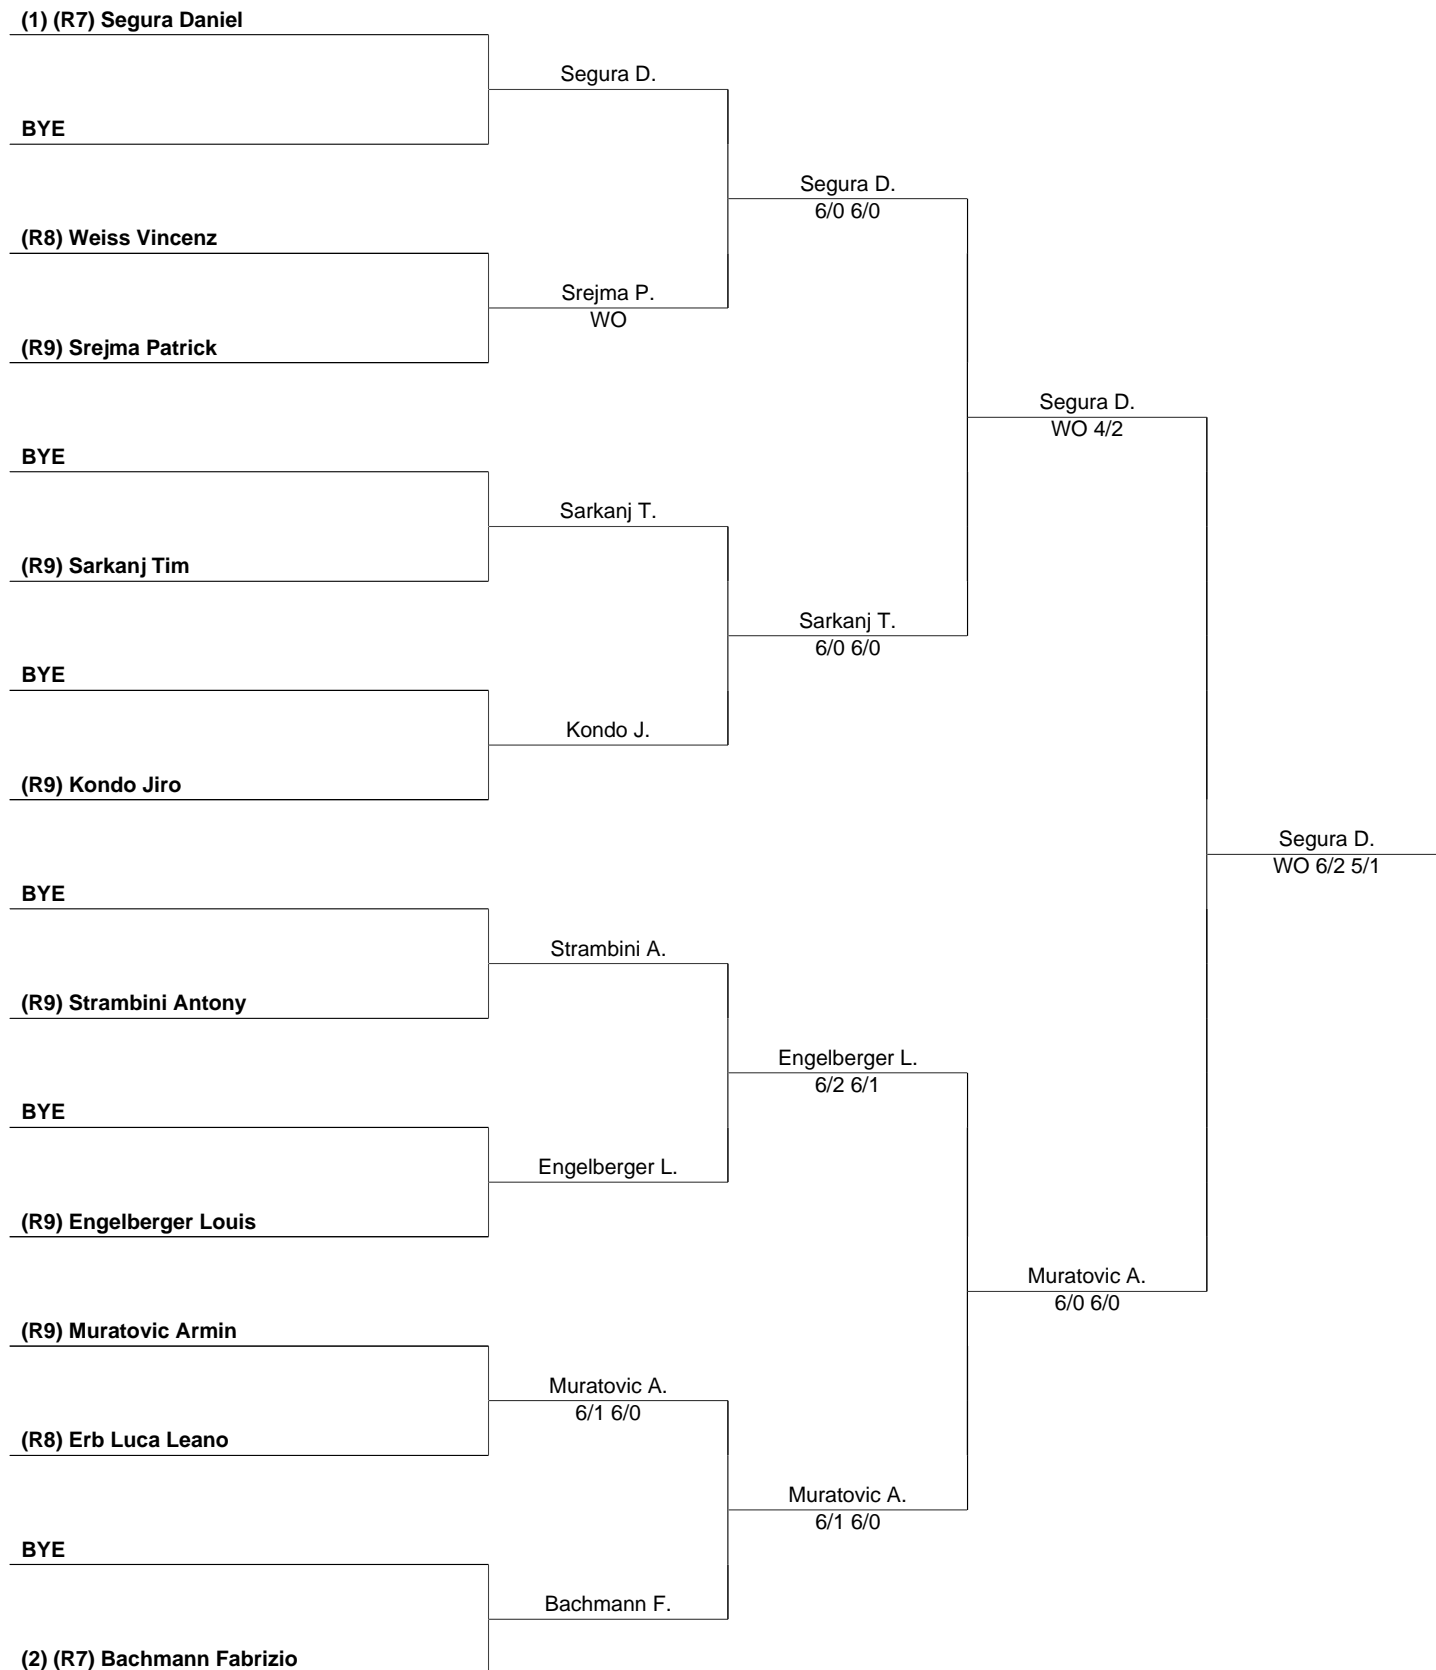 (1) (R7) Segura Daniel
Segura D.
BYE
Segura D.
6/0 6/0
(R8) Weiss Vincenz
Srejma P.
WO
(R9) Srejma Patrick
Segura D.
WO 4/2
BYE
Sarkanj T.
(R9) Sarkanj Tim
Sarkanj T.
6/0 6/0
BYE
Kondo J.
(R9) Kondo Jiro
Segura D.
WO 6/2 5/1
BYE
Strambini A.
(R9) Strambini Antony
Engelberger L.
6/2 6/1
BYE
Engelberger L.
(R9) Engelberger Louis
Muratovic A.
6/0 6/0
(R9) Muratovic Armin
Muratovic A.
6/1 6/0
(R8) Erb Luca Leano
Muratovic A.
6/1 6/0
BYE
Bachmann F.
(2) (R7) Bachmann Fabrizio